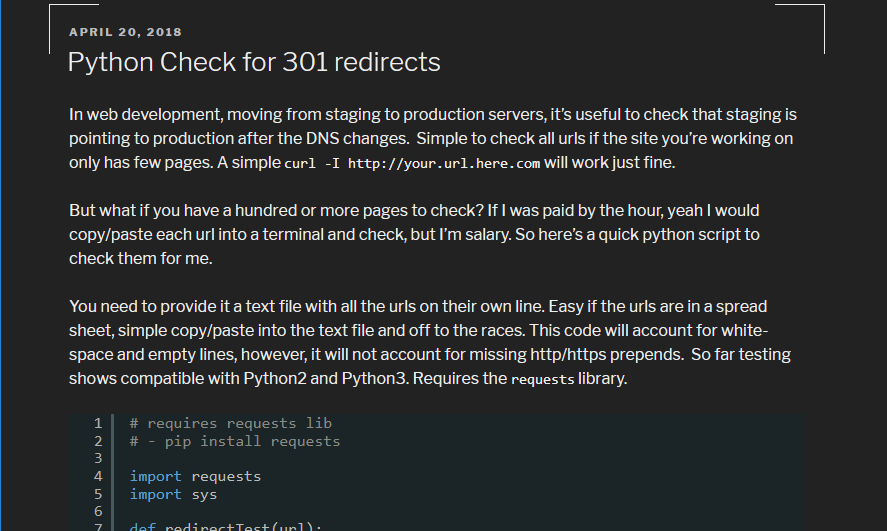 APRIL 20, 2018
Python Check for 301 redirects
In web development, moving from staging to production servers, it’s useful to check that staging is
pointing to production after the DNS changes.  Simple to check all urls if the site you’re working on
only has few pages. A simple curl -I http://your.url.here.com will work just fine.
But what if you have a hundred or more pages to check? If I was paid by the hour, yeah I would
copy/paste each url into a terminal and check, but I’m salary. So here’s a quick python script to
check them for me.
You need to provide it a text file with all the urls on their own line. Easy if the urls are in a spread
sheet, simple copy/paste into the text file and off to the races. This code will account for white-
space and empty lines, however, it will not account for missing http/https prepends.  So far testing
shows compatible with Python2 and Python3. Requires the requests library.
1 # requires requests lib
2 # - pip install requests
3
4 import requests
5 import sys
6
7 def redirectTest(url):